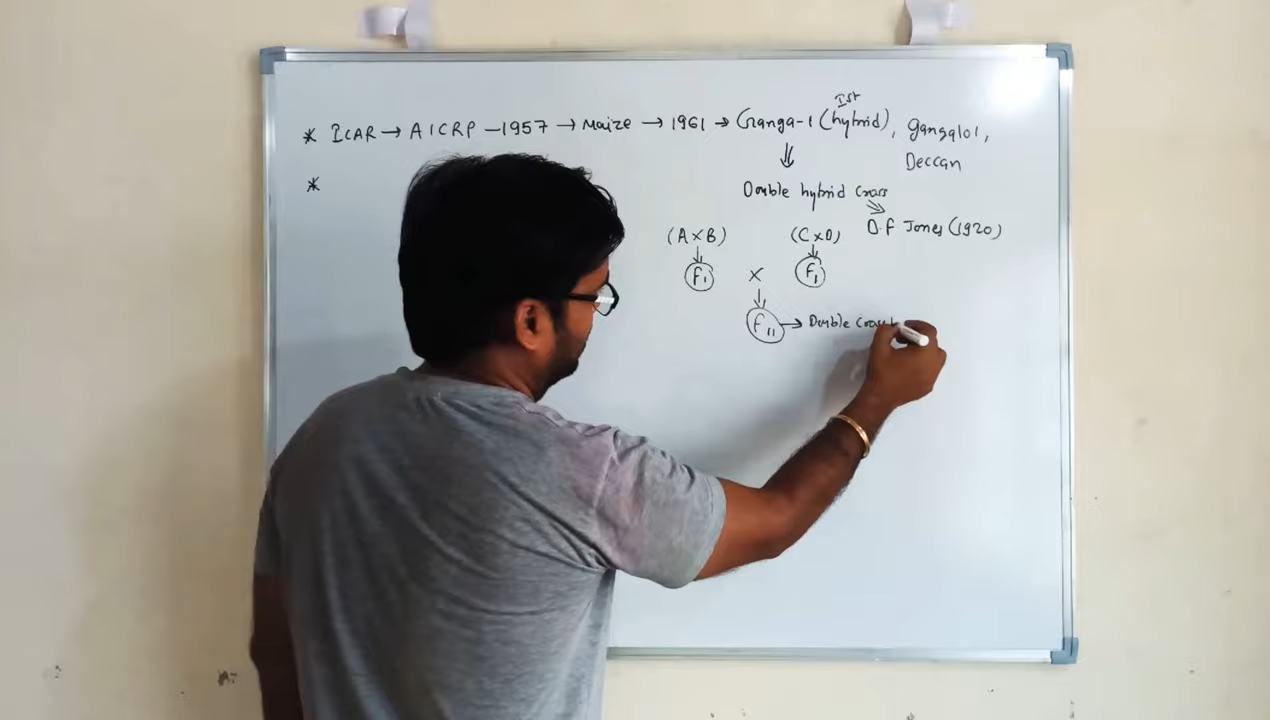 * ICAR → AICRP – 1957 → Maize → 1961 → Ganga-1 (Ist hybrid), Ganga101,
Deccan
⇓
* Double hybrid Cross
⇒ D.F Jones (1920)
(A × B) (C × D)
↓ ↓
F1 × F1
↓
F11 → Double Cross